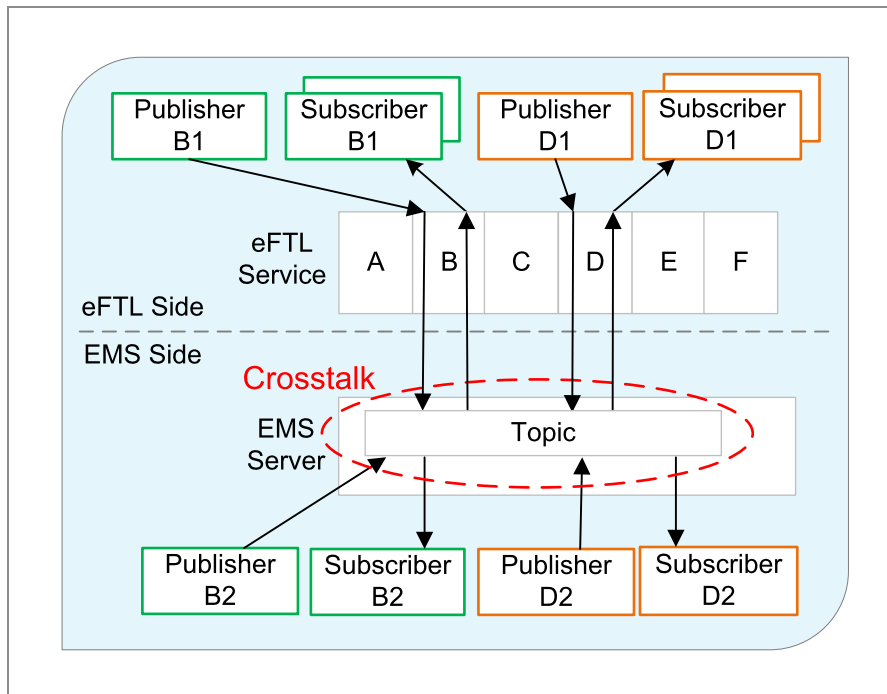 Publisher
B1
Subscriber
B1
Publisher
D1
Subscriber
D1
eFTL
Service
A
B
C
D
E
F
eFTL Side
EMS Side
Crosstalk
EMS
Server
Topic
Publisher
B2
Subscriber
B2
Publisher
D2
Subscriber
D2